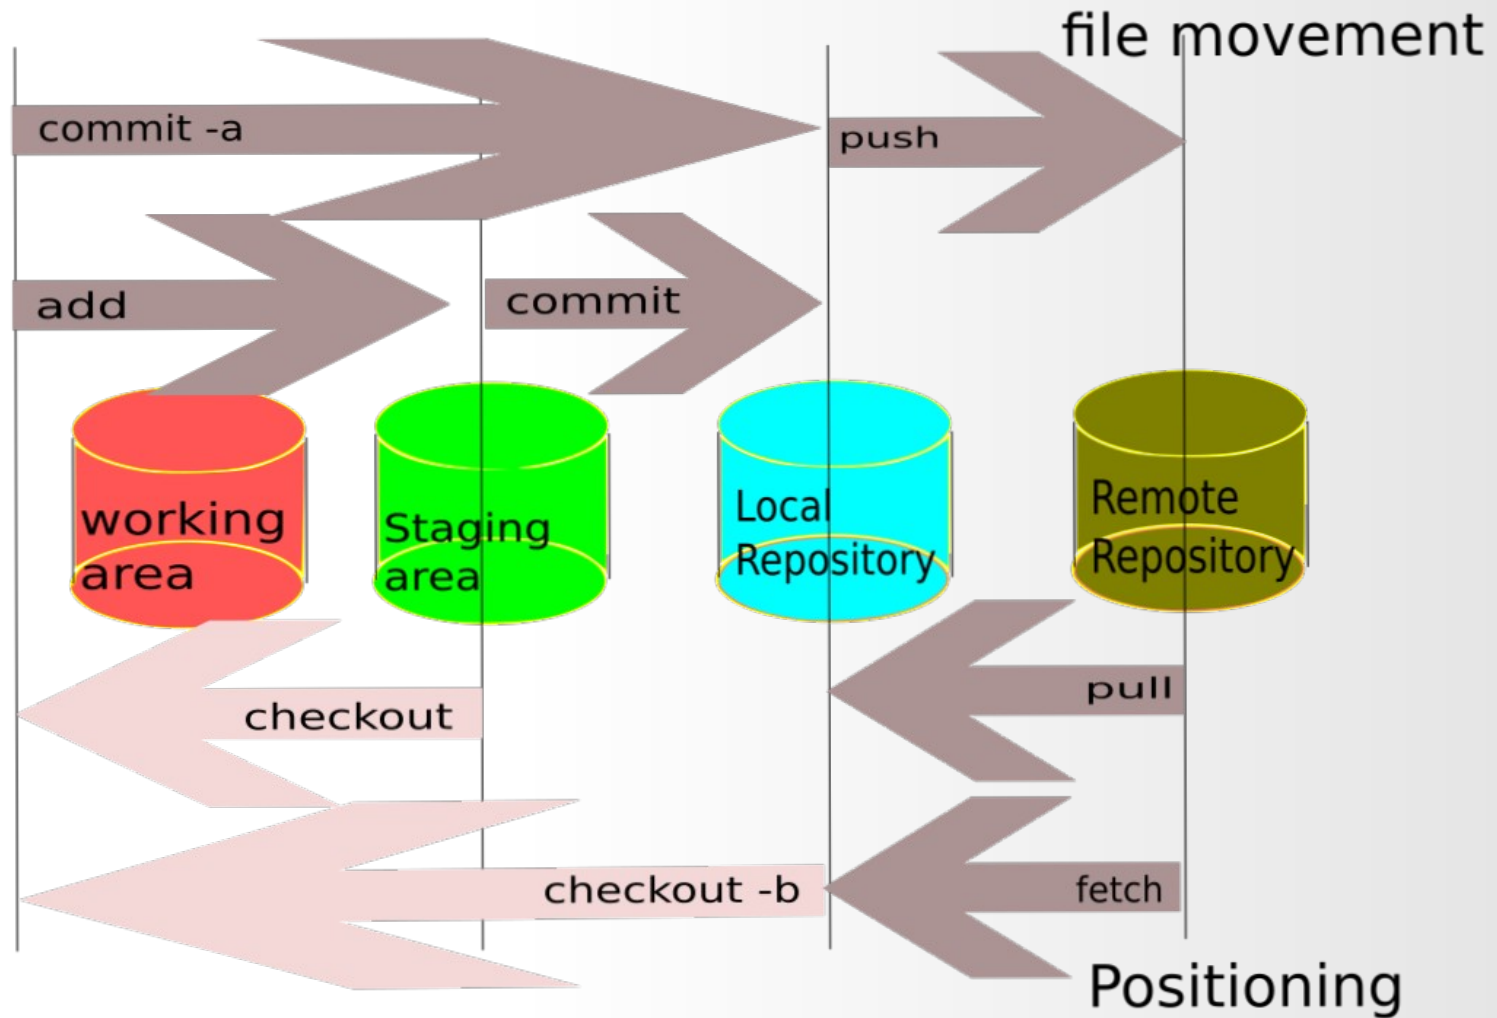 file movement
commit -a
push
add
commit
working
area
Staging
area
Local
Repository
Remote
Repository
checkout
pull
checkout -b
fetch
Positioning